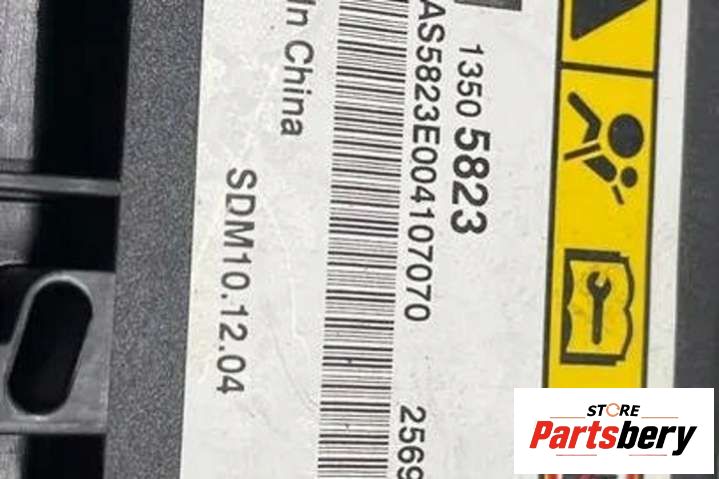 1350 5823
AS5823E004107070 2569
In China
SDM10.12.04
STORE
Partsbery